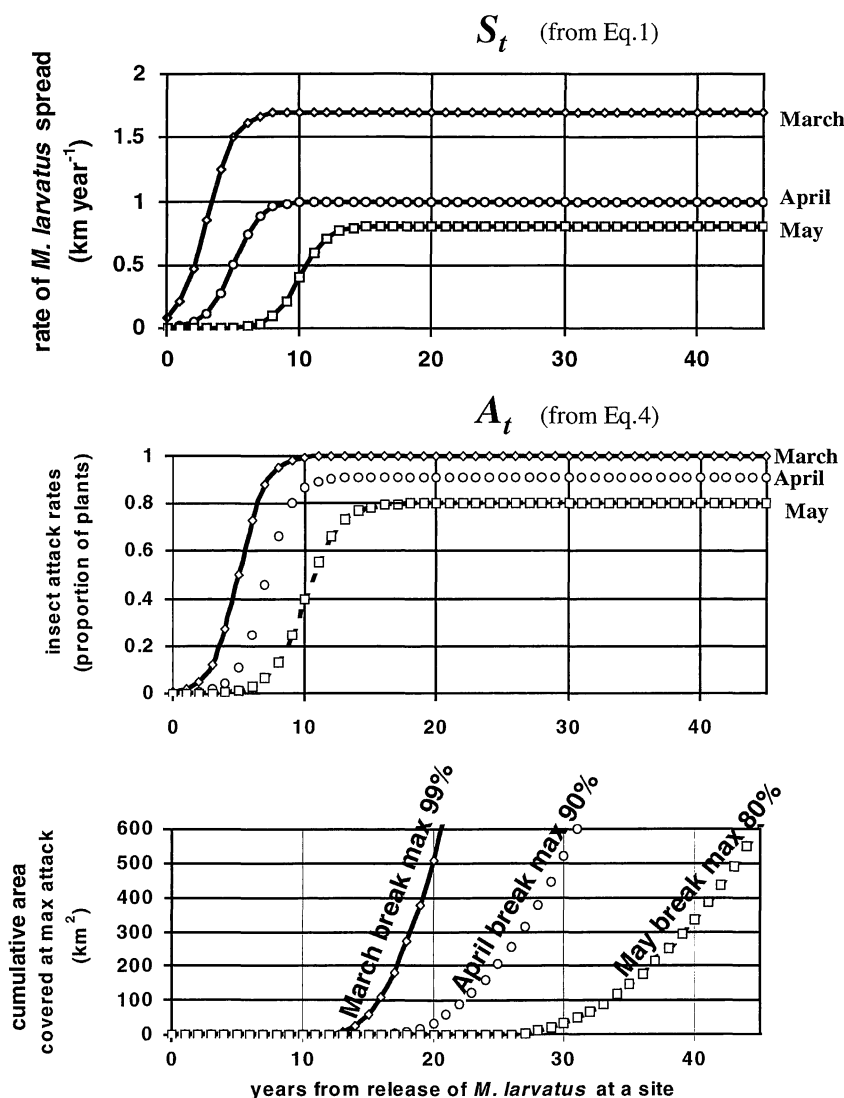 S_t (from Eq.1)
rate of M. larvatus spread
(km year⁻¹)
2
1.5
1
0.5
0
March
April
May
0 10 20 30 40
A_t (from Eq.4)
insect attack rates
(proportion of plants)
1
0.8
0.6
0.4
0.2
0
March
April
May
0 10 20 30 40
cumulative area
covered at max attack
(km²)
600
500
400
300
200
100
0
March break max 99%
April break max 90%
May break max 80%
0 10 20 30 40
years from release of M. larvatus at a site